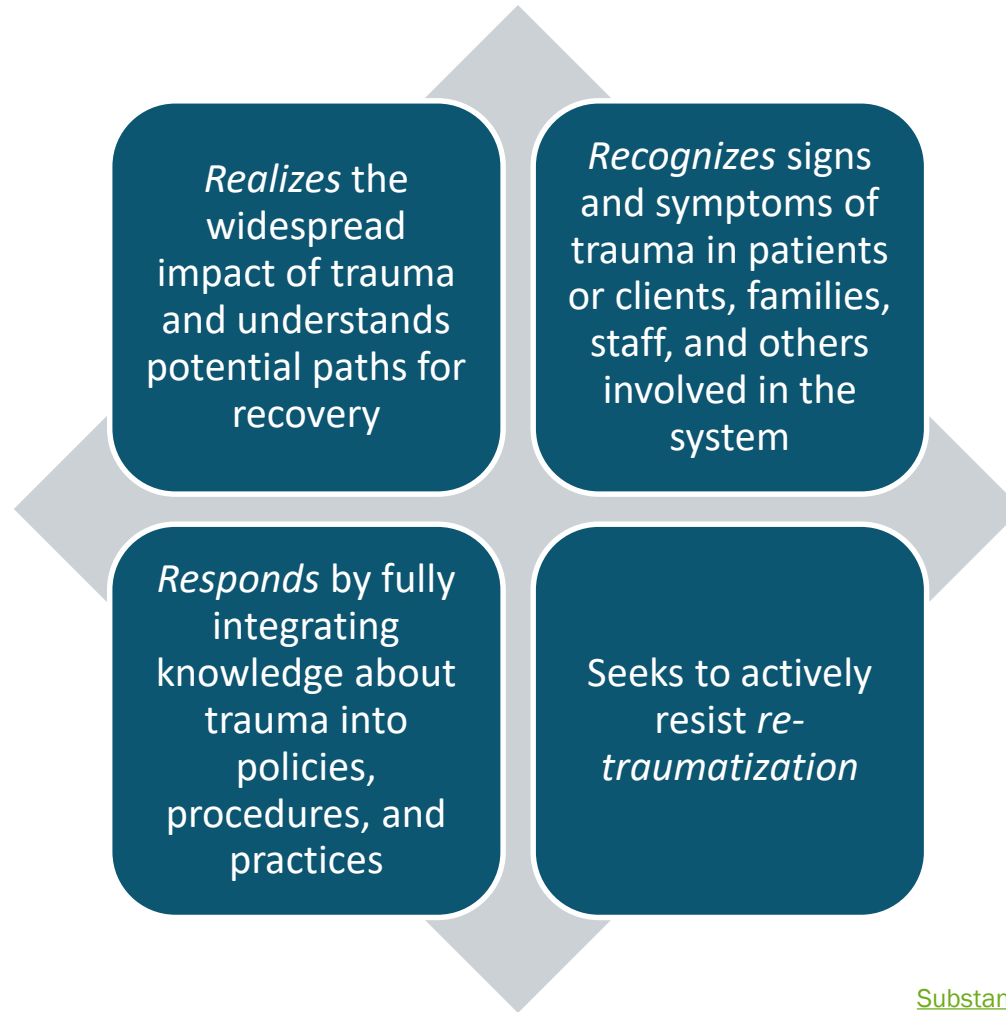 Realizes the
widespread
impact of trauma
and understands
potential paths for
recovery
Recognizes signs
and symptoms of
trauma in patients
or clients, families,
staff, and others
involved in the
system
Responds by fully
integrating
knowledge about
trauma into
policies,
procedures, and
practices
Seeks to actively
resist re-
traumatization
Substan